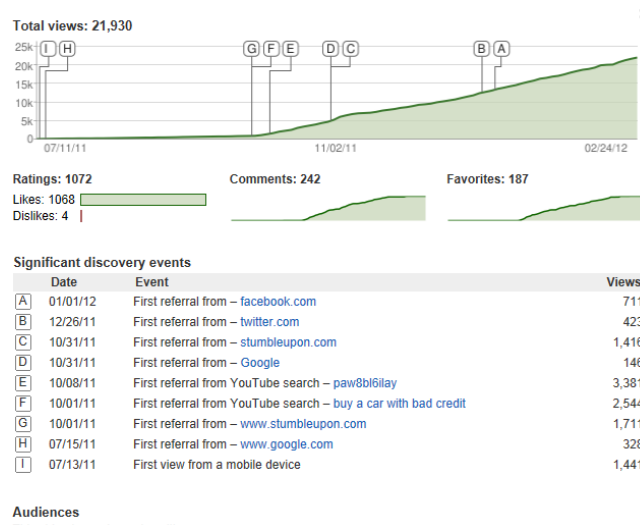 Total views: 21,930
25k
20k
15k
10k
5k
0
I H G F E D C B A
07/11/11 11/02/11 02/24/12
Ratings: 1072 Comments: 242 Favorites: 187
Likes: 1068
Dislikes: 4
Significant discovery events
Date Event Views
A 01/01/12 First referral from – facebook.com 711
B 12/26/11 First referral from – twitter.com 423
C 10/31/11 First referral from – stumbleupon.com 1,416
D 10/31/11 First referral from – Google 146
E 10/08/11 First referral from YouTube search – paw8bl6ilay 3,381
F 10/01/11 First referral from YouTube search – buy a car with bad credit 2,544
G 10/01/11 First referral from – www.stumbleupon.com 1,711
H 07/15/11 First referral from – www.google.com 328
I 07/13/11 First view from a mobile device 1,441
Audiences